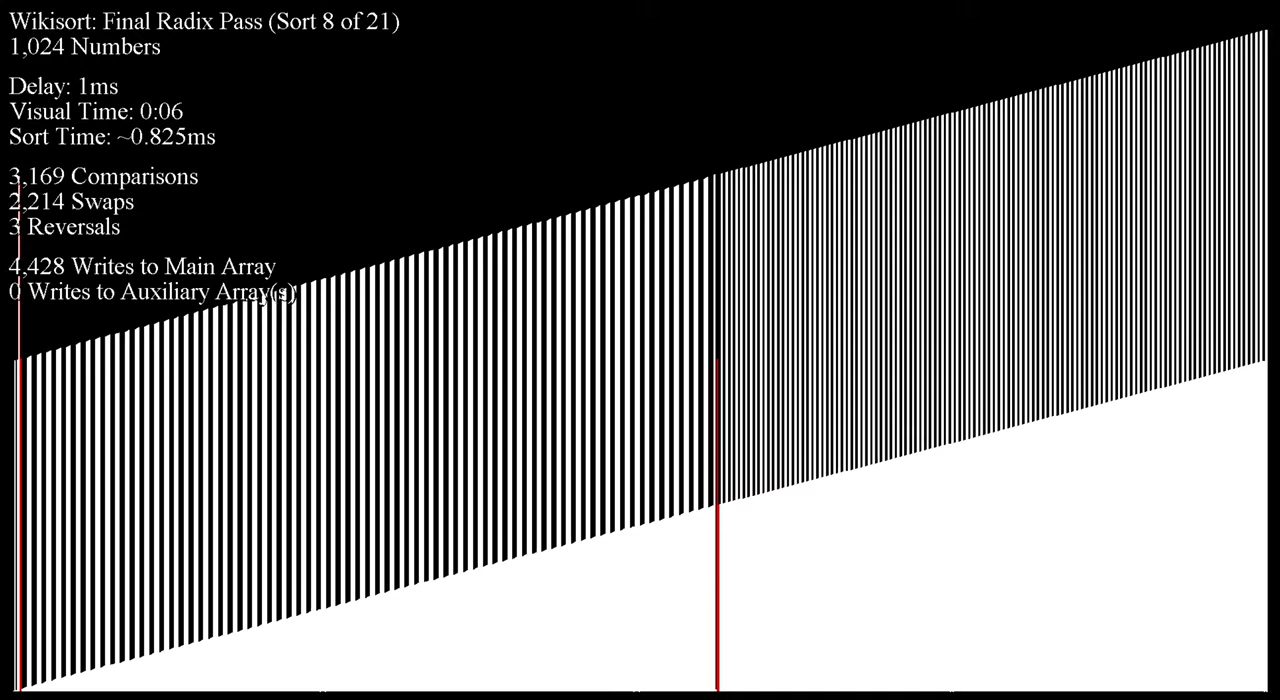 Wikisort: Final Radix Pass (Sort 8 of 21)
1,024 Numbers
Delay: 1ms
Visual Time: 0:06
Sort Time: ~0.825ms
3,169 Comparisons
2,214 Swaps
3 Reversals
4,428 Writes to Main Array
0 Writes to Auxiliary Array(s)